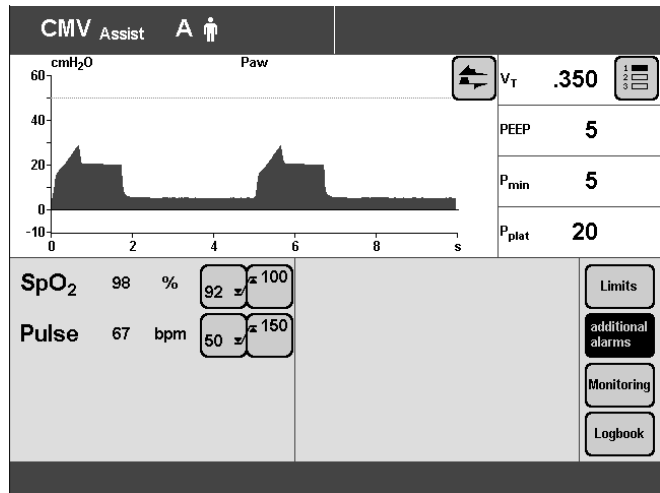 CMV Assist A
cmH2O Paw
60
40
20
0
-10
0 2 4 6 8 s
VT .350
1
2
3
PEEP 5
Pmin 5
Pplat 20
SpO2 98 % 92 100
Pulse 67 bpm 50 150
Limits
additional
alarms
Monitoring
Logbook